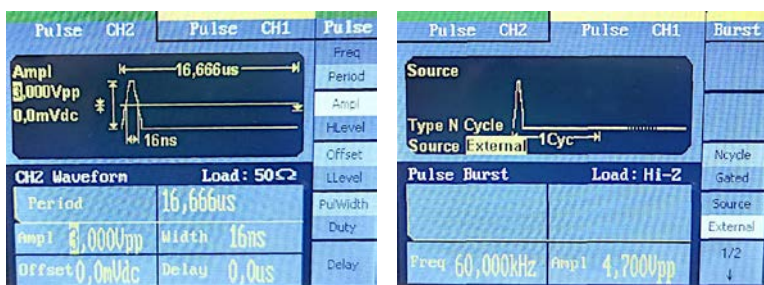 Pulse CH2 Pulse CH1 Pulse
Freq
Period
Ampl
HLevel
Offset
LLevel
PulWidth
Duty
Delay
Ampl
3,000Vpp
0,0mVdc
16,666us
16ns
CH2 Waveform Load: 50Ω
Period 16,666us
Ampl 3,000Vpp Width 16ns
Offset 0,0mVdc Delay 0,0us
Pulse CH2 Pulse CH1 Burst
Source
Type N Cycle
Source External 1Cyc
Pulse Burst Load: Hi-Z
Freq 60,000kHz Ampl 4,700Vpp
Ncycle
Gated
Source
External
1/2
↓